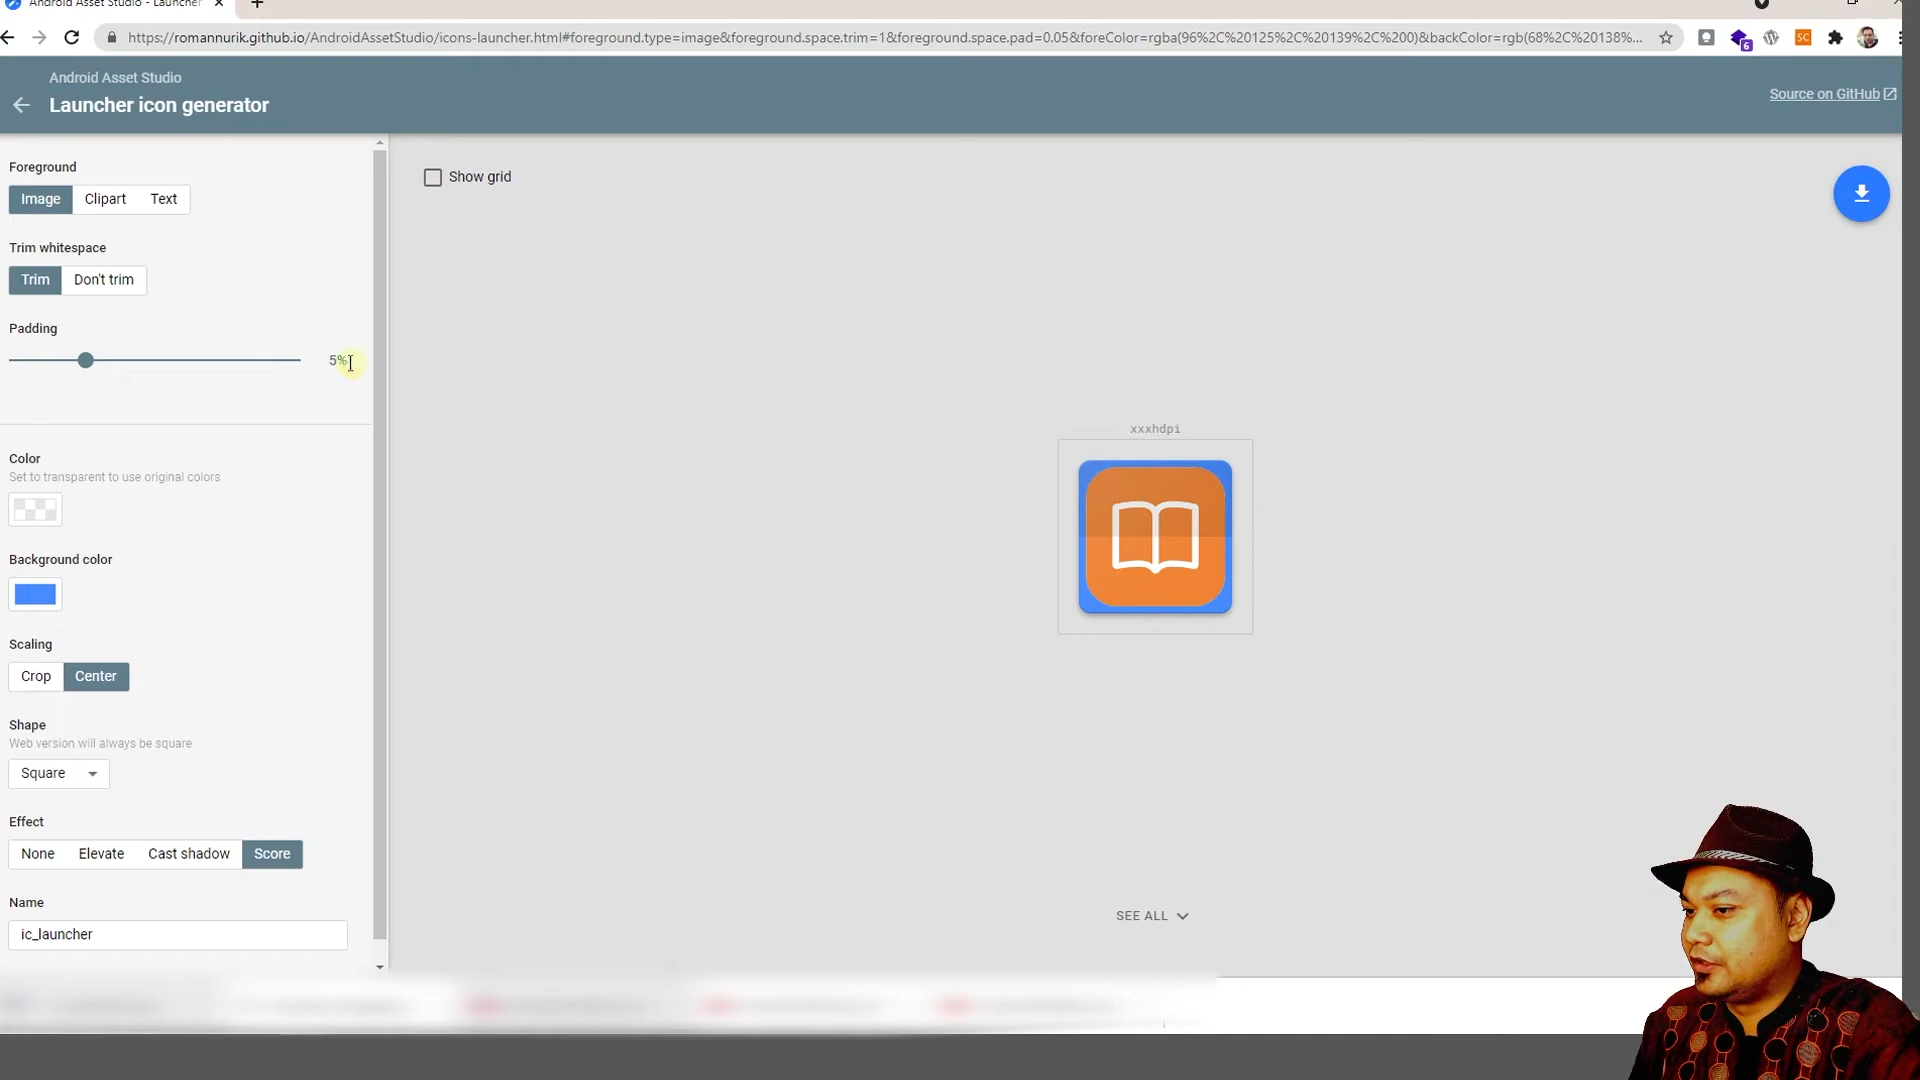 Android Asset Studio - Launcher
https://romannurik.github.io/AndroidAssetStudio/icons-launcher.html#foreground.type=image&foreground.space.trim=1&foreground.space.pad=0.05&foreColor=rgba(96%2C%20125%2C%20139%2C%200)&backColor=rgb(68%2C%20138%...
6
SC
Android Asset Studio
Launcher icon generator
Source on GitHub
Foreground
Image Clipart Text
Show grid
Trim whitespace
Trim Don't trim
Padding
5%
xxxhdpi
Color
Set to transparent to use original colors
Background color
Scaling
Crop Center
Shape
Web version will always be square
Square
Effect
None Elevate Cast shadow Score
Name
SEE ALL
ic_launcher